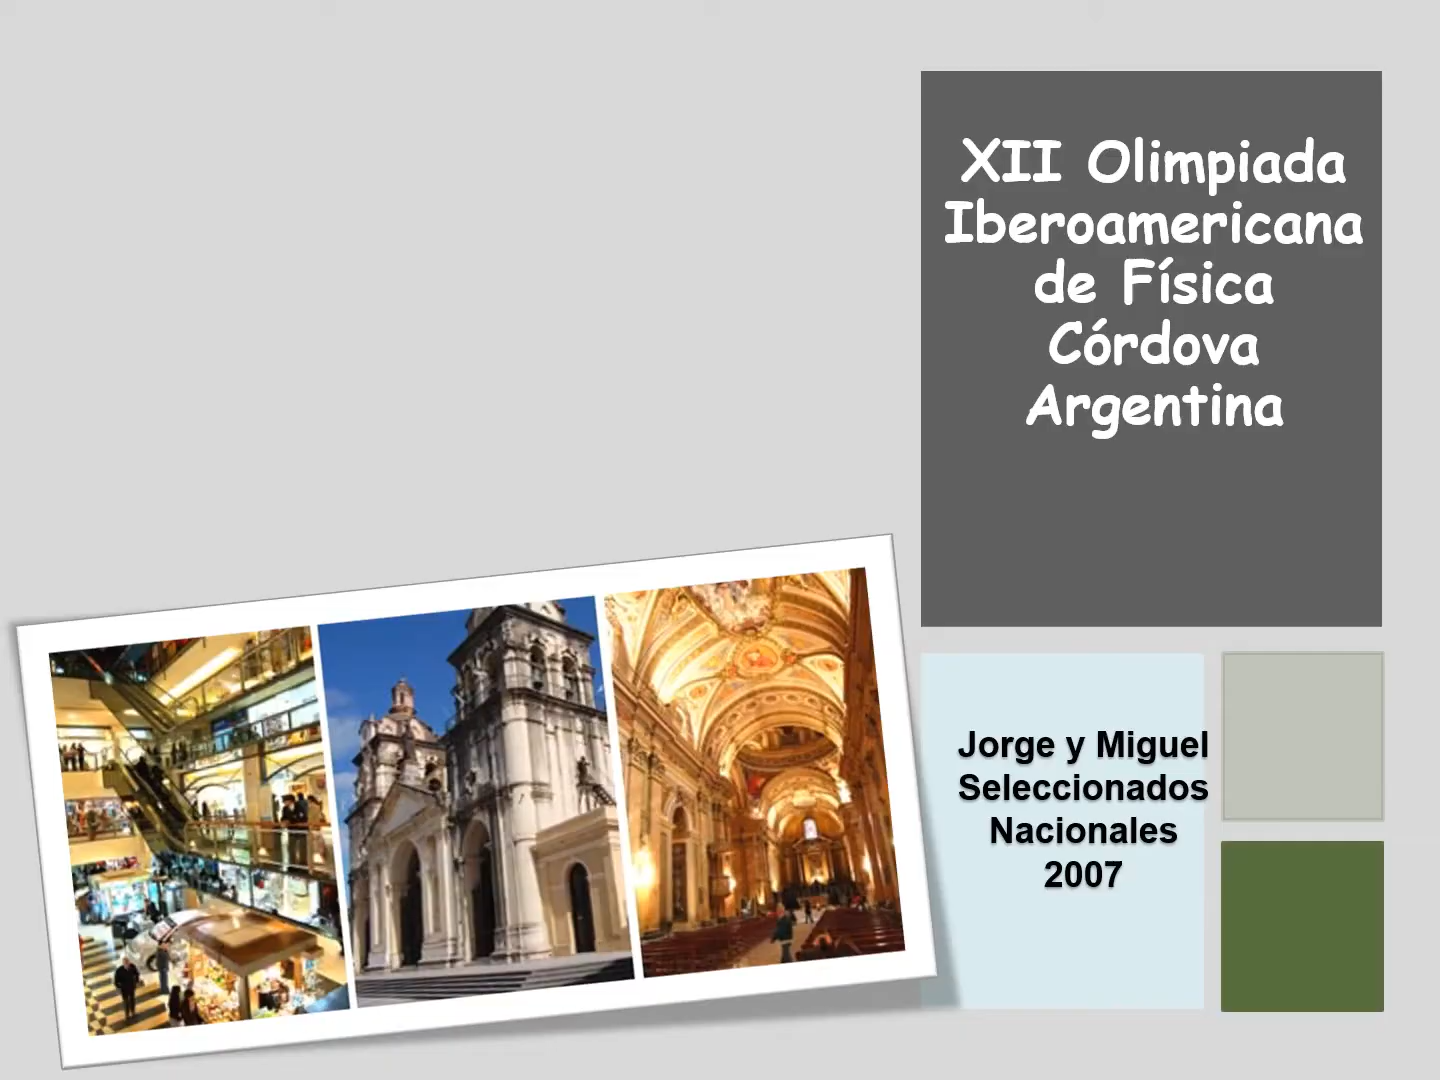 XII Olimpiada
Iberoamericana
de Física
Córdova
Argentina
Jorge y Miguel
Seleccionados
Nacionales
2007